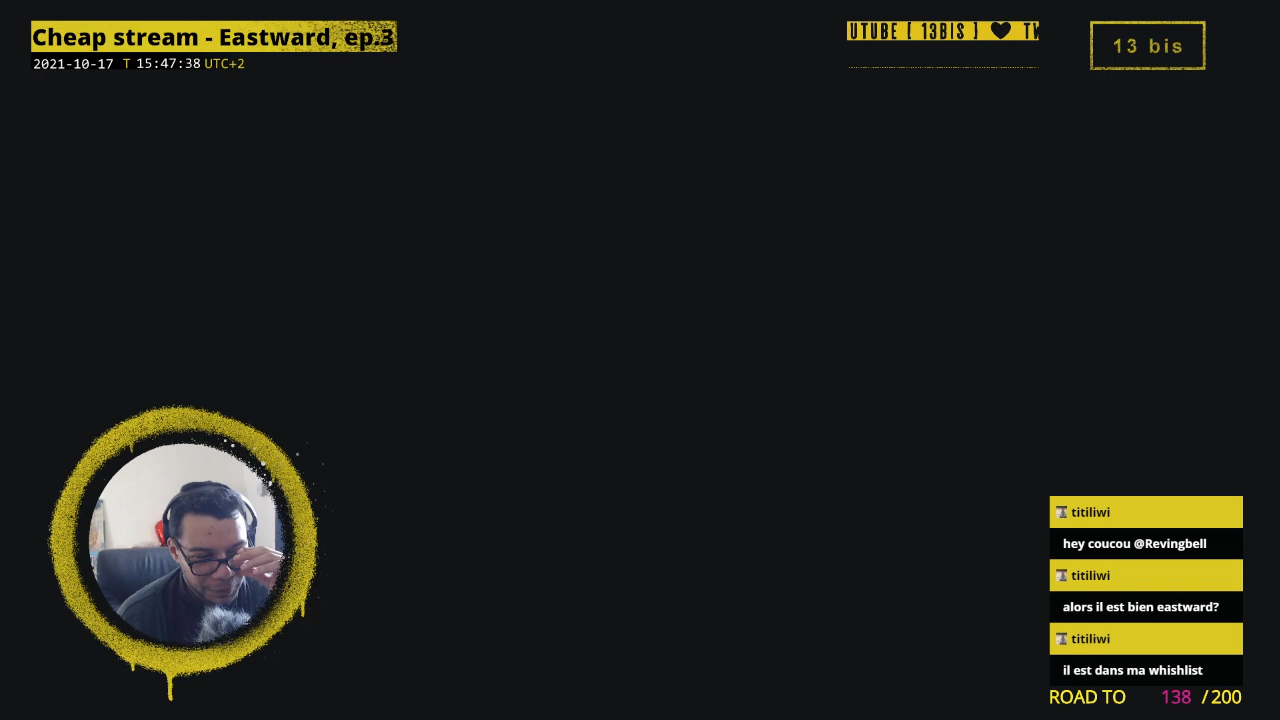 Cheap stream - Eastward, ep.3
2021-10-17 T 15:47:38 UTC+2
UTUBE [ 13BIS ] ♥
13 bis
titiliwi
hey coucou @Revingbell
titiliwi
alors il est bien eastward?
titiliwi
il est dans ma whishlist
ROAD TO 138 / 200